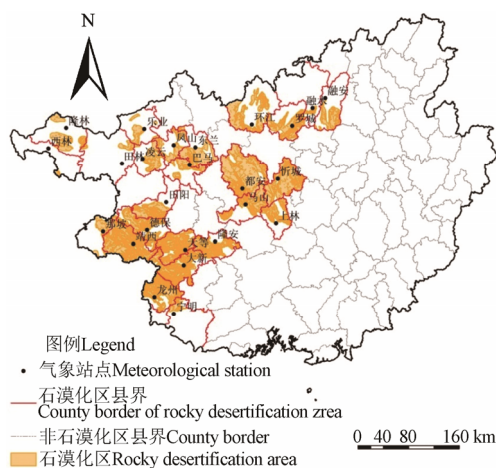 N
隆林
西林
乐业
凤山
东兰
田林
凌云
巴马
环江
罗城
融水
融安
都安
忻城
马山
上林
田阳
那坡
德保
靖西
天等
隆安
大新
龙州
宁明
图例Legend
气象站点Meteorological station
石漠化区县界
County border of rocky desertification zrea
非石漠化区县界County border
石漠化区Rocky desertification area
0 40 80 160 km